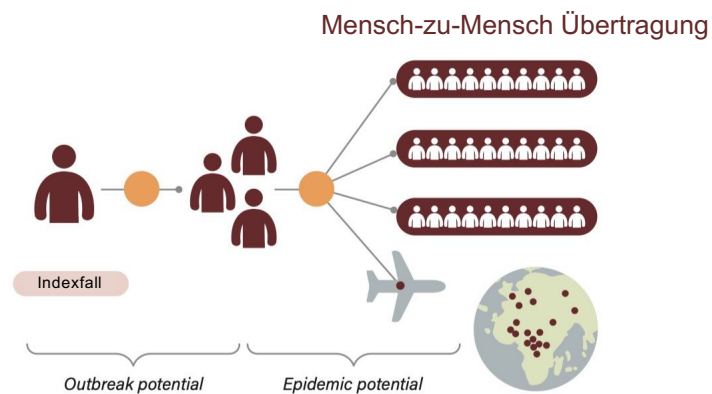 Mensch-zu-Mensch Übertragung
Indexfall
Outbreak potential
Epidemic potential